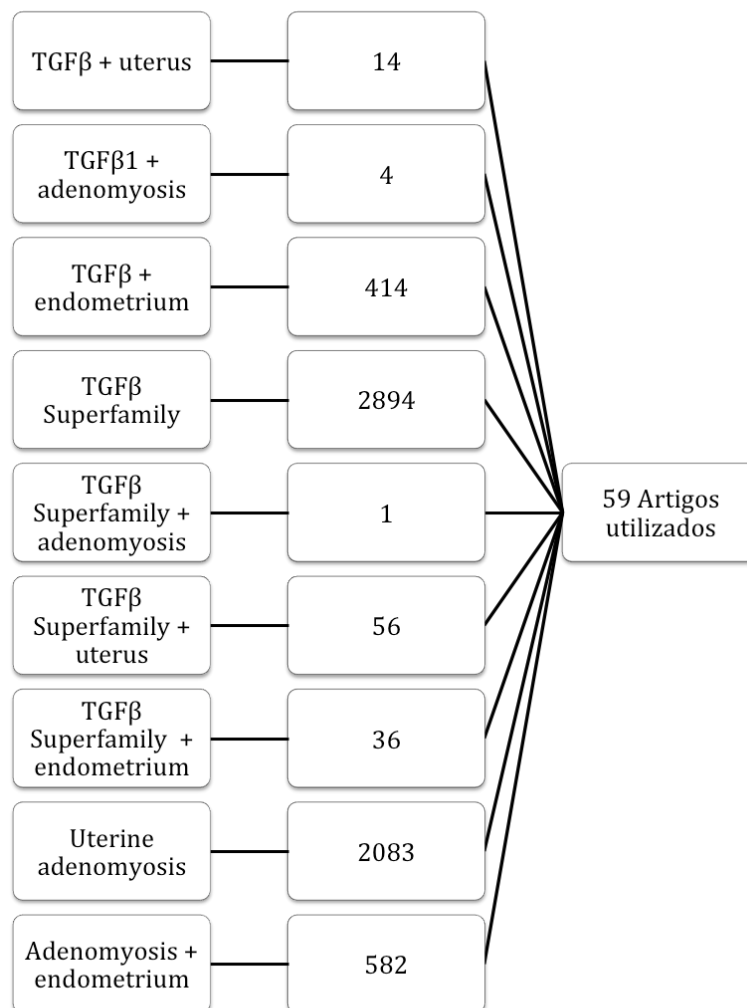 TGFβ + uterus
14
TGFβ1 +
adenomyosis
4
TGFβ +
endometrium
414
TGFβ
Superfamily
2894
TGFβ
Superfamily +
adenomyosis
1
TGFβ
Superfamily +
uterus
56
TGFβ
Superfamily +
endometrium
36
Uterine
adenomyosis
2083
Adenomyosis +
endometrium
582
59 Artigos
utilizados